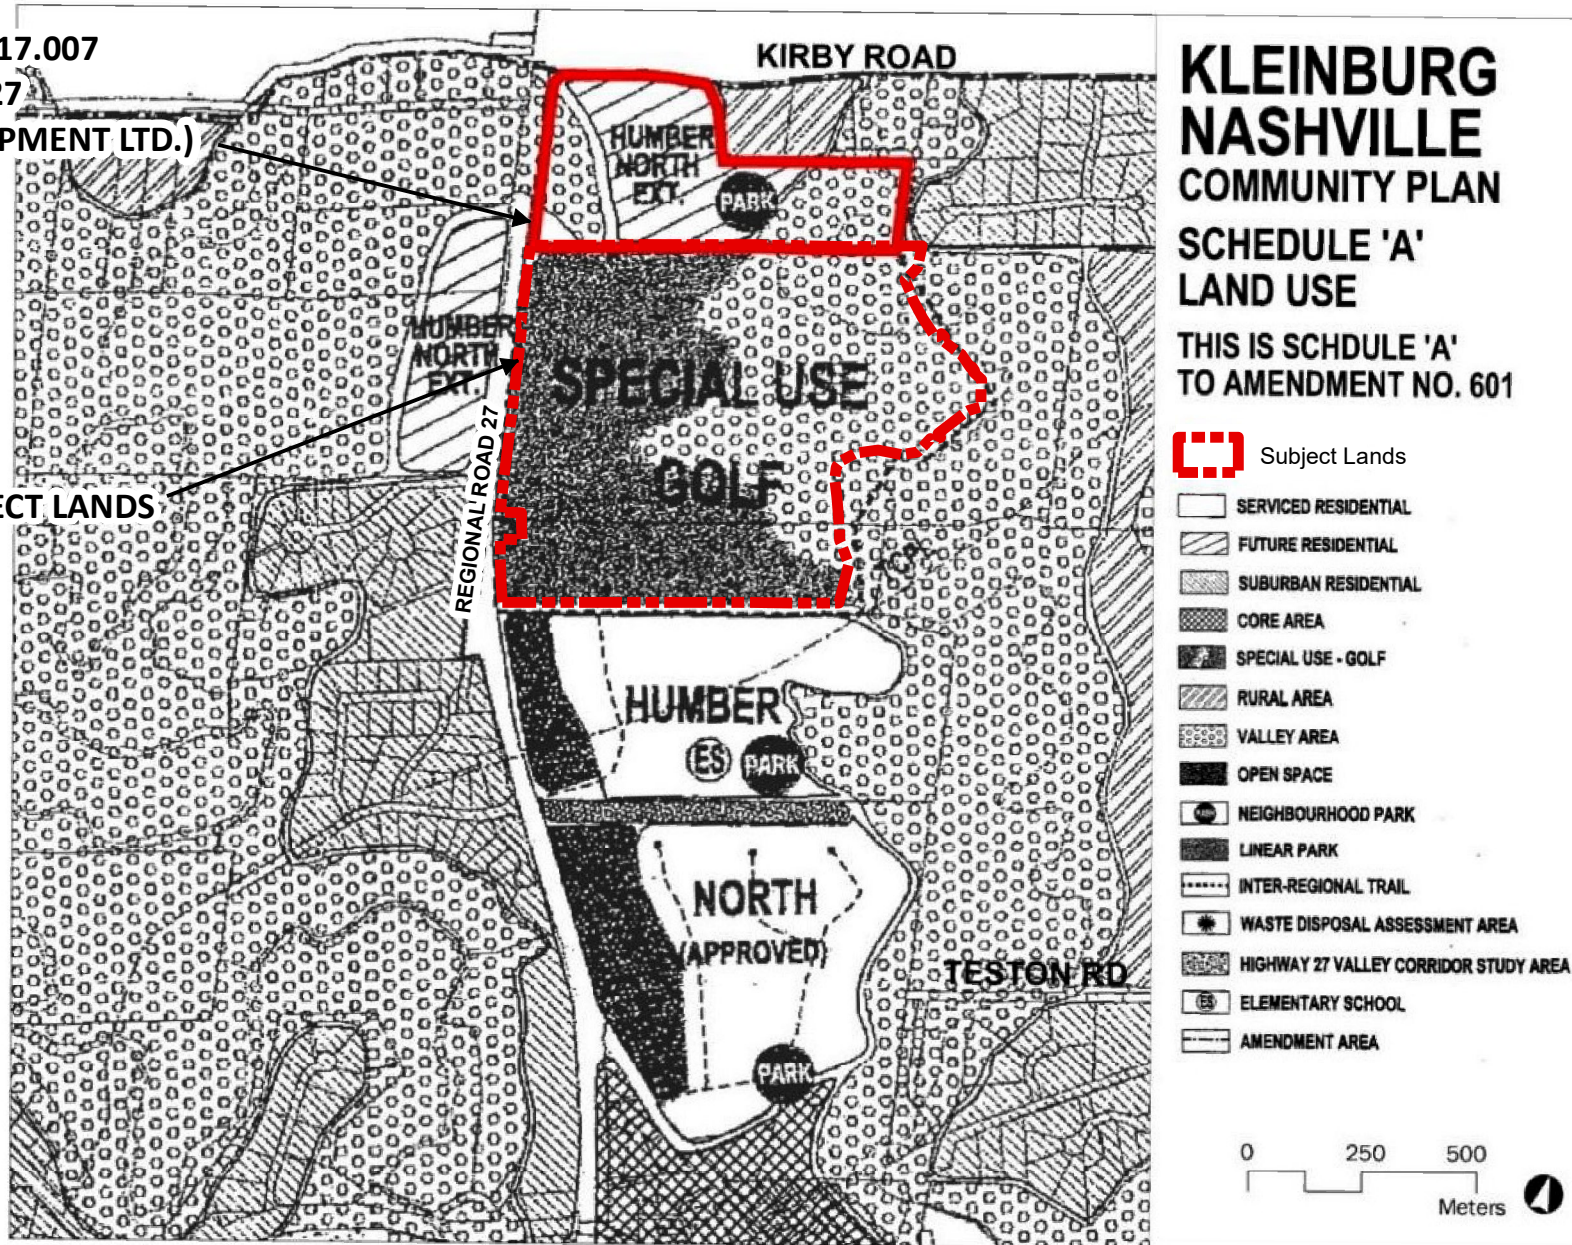 17.007
27
PMENT LTD.)
KIRBY ROAD
HUMBER
NORTH
EXT.
PARK
HUMBER
NORTH
EXT.
SPECIAL USE
GOLF
REGIONAL ROAD 27
ECT LANDS
HUMBER
ES
PARK
NORTH
(APPROVED)
TESTON RD
PARK
KLEINBURG
NASHVILLE
COMMUNITY PLAN
SCHEDULE 'A'
LAND USE
THIS IS SCHDULE 'A'
TO AMENDMENT NO. 601
Subject Lands
SERVICED RESIDENTIAL
FUTURE RESIDENTIAL
SUBURBAN RESIDENTIAL
CORE AREA
SPECIAL USE - GOLF
RURAL AREA
VALLEY AREA
OPEN SPACE
NEIGHBOURHOOD PARK
LINEAR PARK
INTER-REGIONAL TRAIL
WASTE DISPOSAL ASSESSMENT AREA
HIGHWAY 27 VALLEY CORRIDOR STUDY AREA
ES
ELEMENTARY SCHOOL
AMENDMENT AREA
0 250 500
Meters